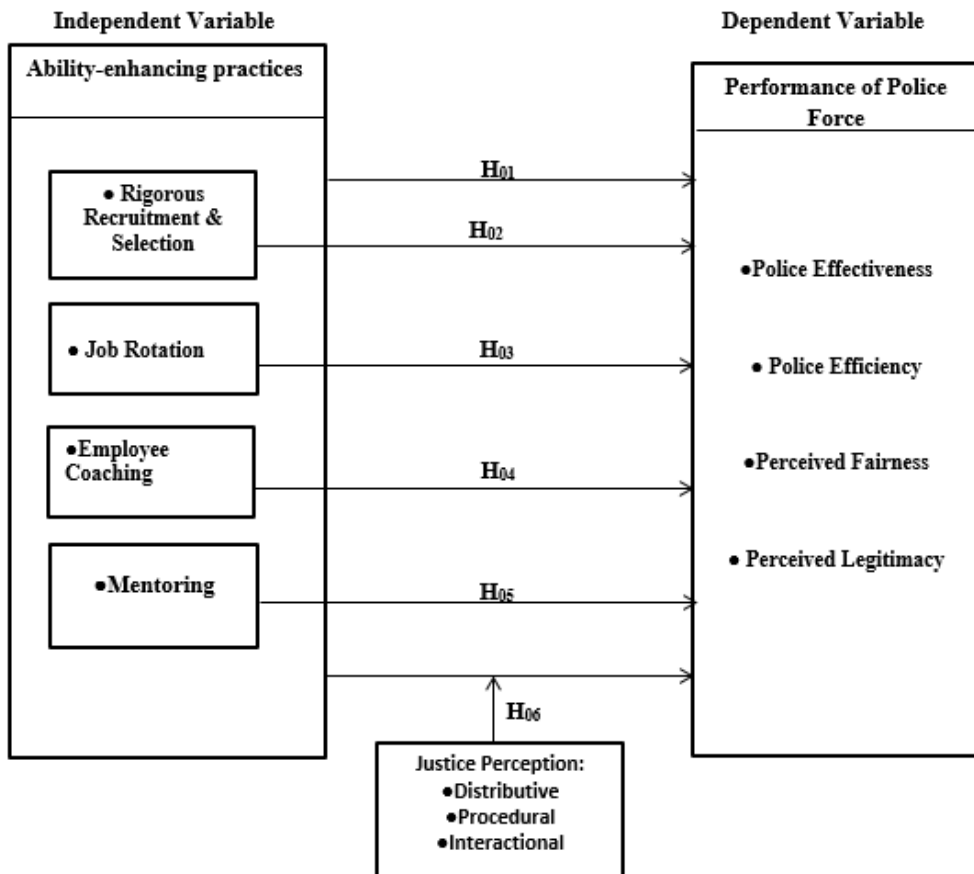 Independent Variable
Dependent Variable
Ability-enhancing practices
Performance of Police
Force
● Rigorous
Recruitment &
Selection
● Job Rotation
●Employee
Coaching
●Mentoring
H01
H02
H03
H04
H05
H06
●Police Effectiveness
● Police Efficiency
●Perceived Fairness
● Perceived Legitimacy
Justice Perception:
●Distributive
●Procedural
●Interactional